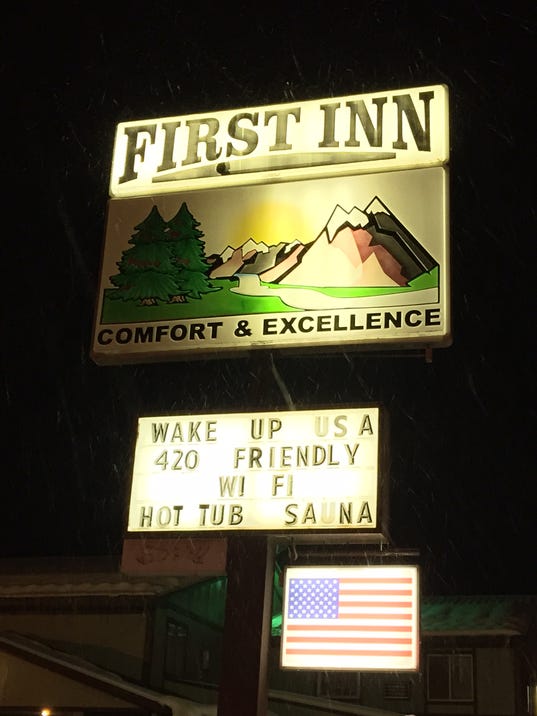 FIRST INN
COMFORT & EXCELLENCE
WAKE UP USA
420 FRIENDLY
WI FI
HOT TUB SAUNA